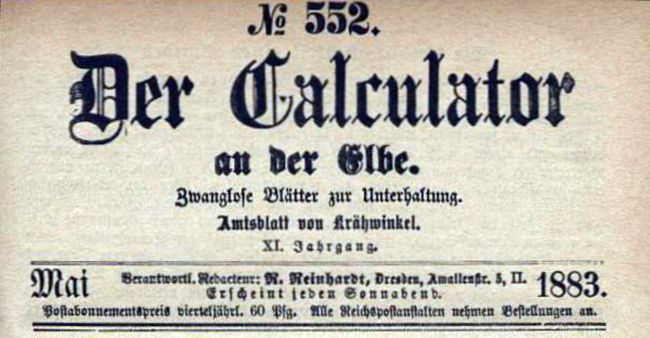 № 552.
Der Calculator
an der Elbe.
Zwanglose Blätter zur Unterhaltung.
Amtsblatt von Krähwinkel.
XI. Jahrgang.
Mai Verantwortl. Redacteur: R. Reinhardt, Dresden, Amalienstr. 5, II. 1883.
Erscheint jeden Sonnabend.
Postabonnementspreis vierteljährl. 60 Pfg. Alle Reichspostanstalten nehmen Bestellungen an.